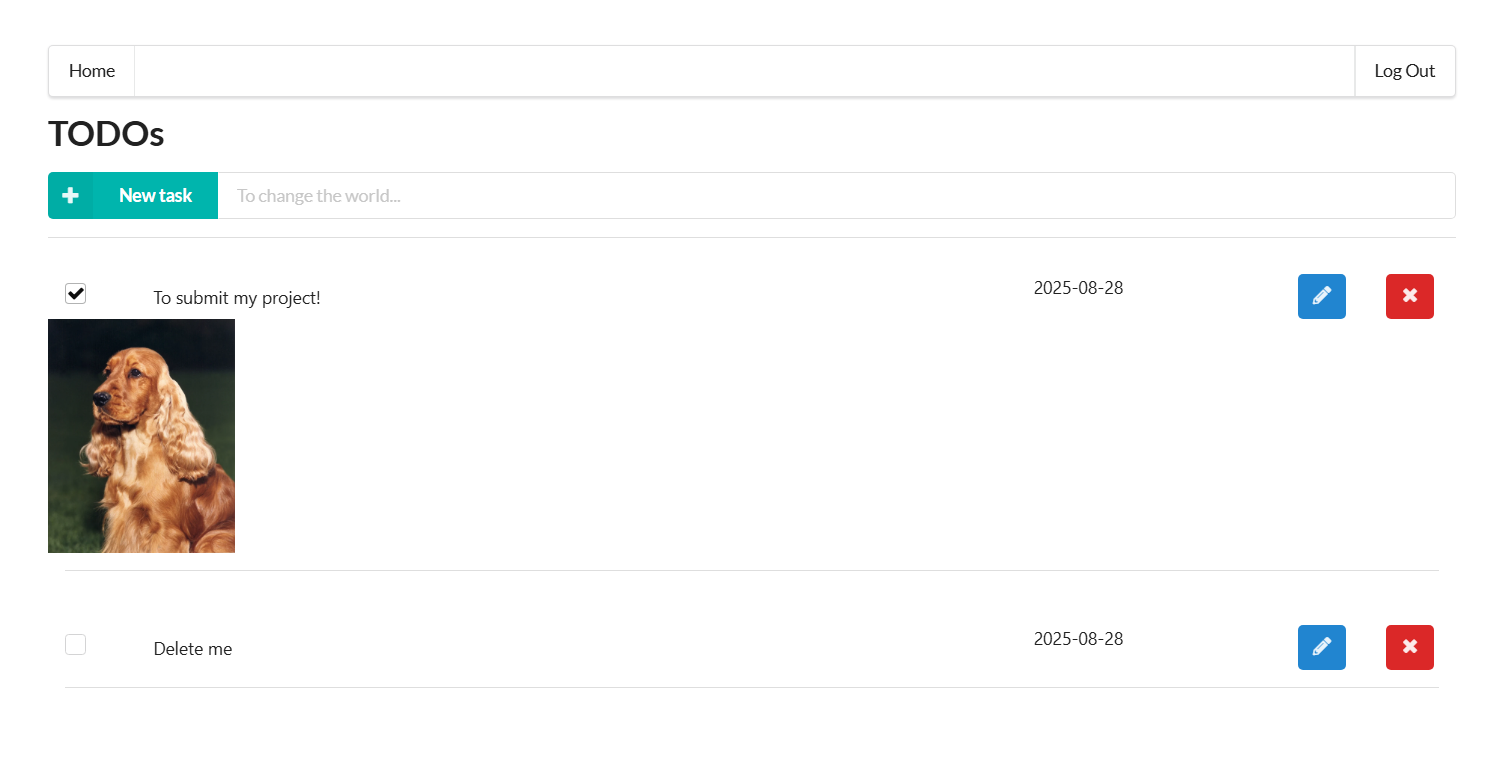 Home
Log Out
TODOs
New task
To change the world...
To submit my project!
2025-08-28
Delete me
2025-08-28